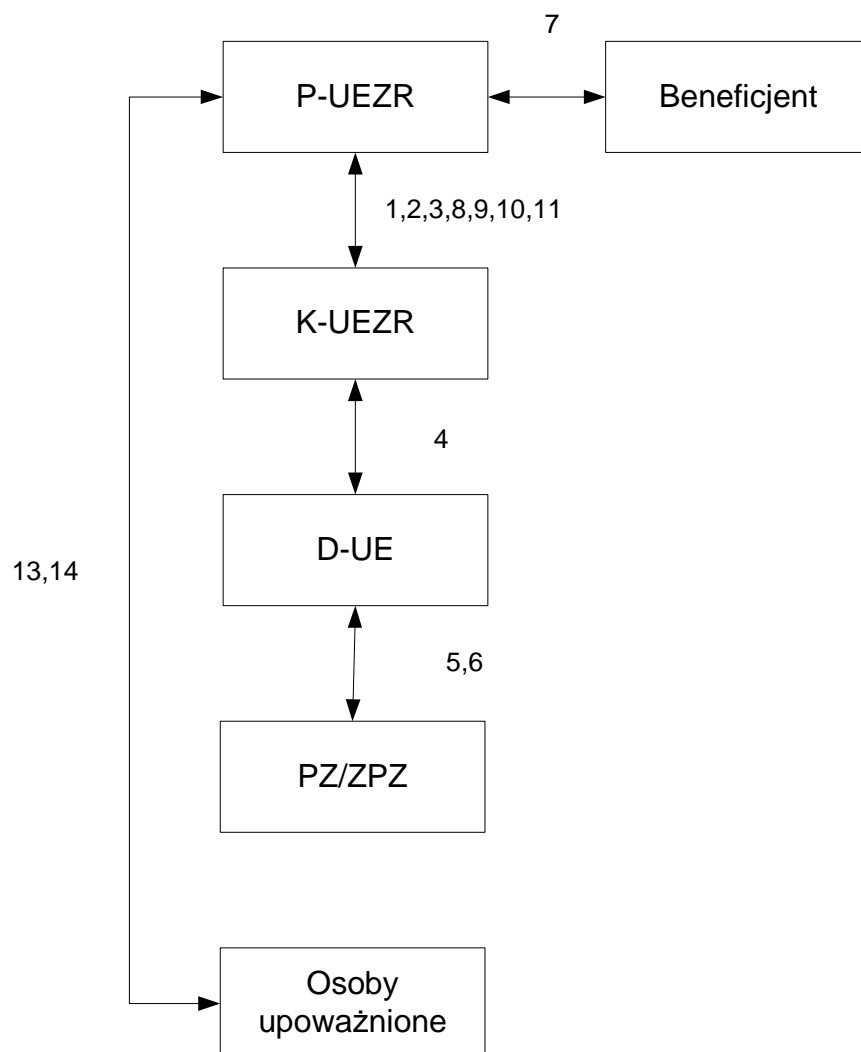 7
P-UEZR
Beneficjent
1,2,3,8,9,10,11
K-UEZR
4
D-UE
13,14
5,6
PZ/ZPZ
Osoby
upoważnione